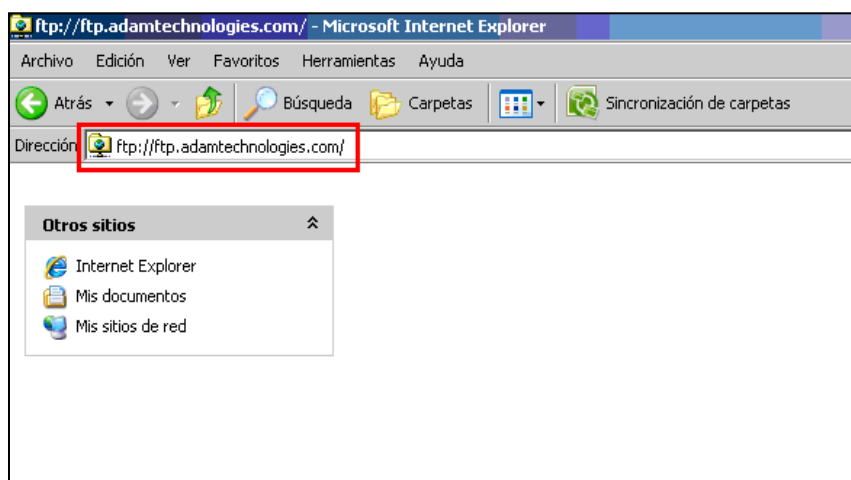 ftp://ftp.adamtechnologies.com/ - Microsoft Internet Explorer
Archivo Edición Ver Favoritos Herramientas Ayuda
Atrás Búsqueda Carpetas Sincronización de carpetas
Dirección ftp://ftp.adamtechnologies.com/
Otros sitios
Internet Explorer
Mis documentos
Mis sitios de red